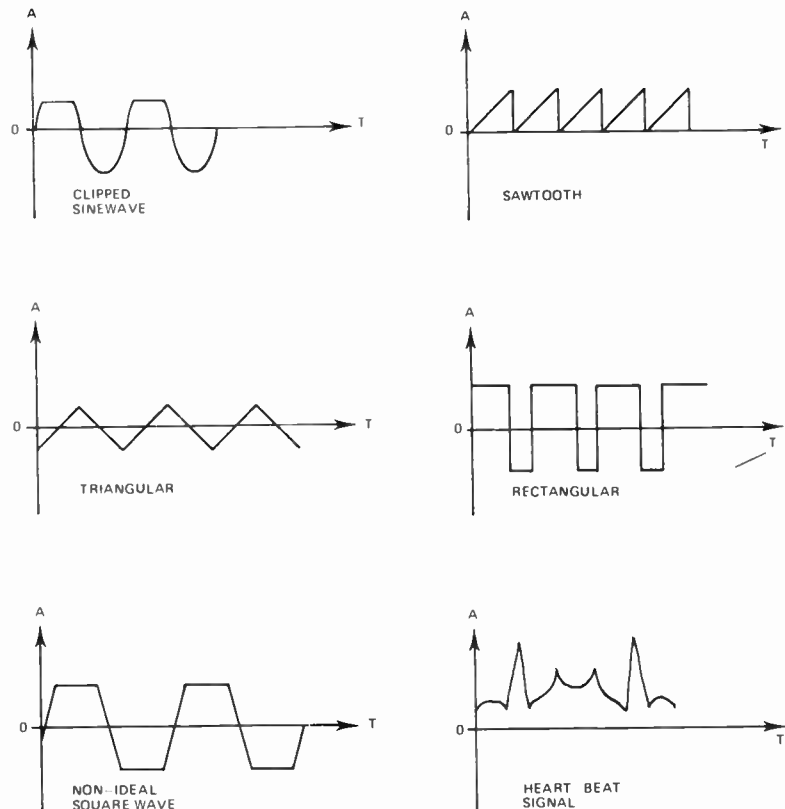 A
0
T
CLIPPED
SINEWAVE
A
0
T
SAWTOOTH
A
0
T
TRIANGULAR
A
0
T
RECTANGULAR
A
0
T
NON-IDEAL
SQUARE WAVE
A
0
T
HEART BEAT
SIGNAL